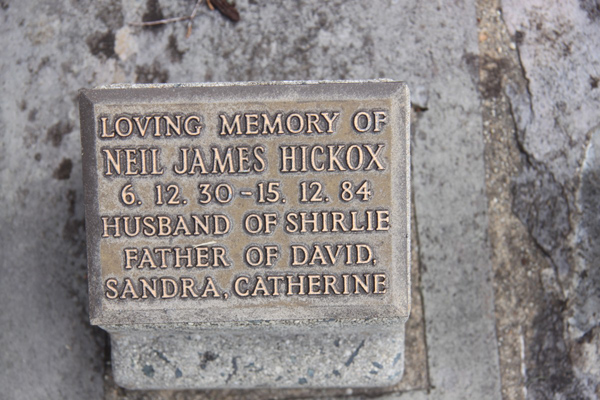 LOVING MEMORY OF
NEIL JAMES HICKOX
6. 12. 30 - 15. 12. 84
HUSBAND OF SHIRLIE
FATHER OF DAVID,
SANDRA, CATHERINE